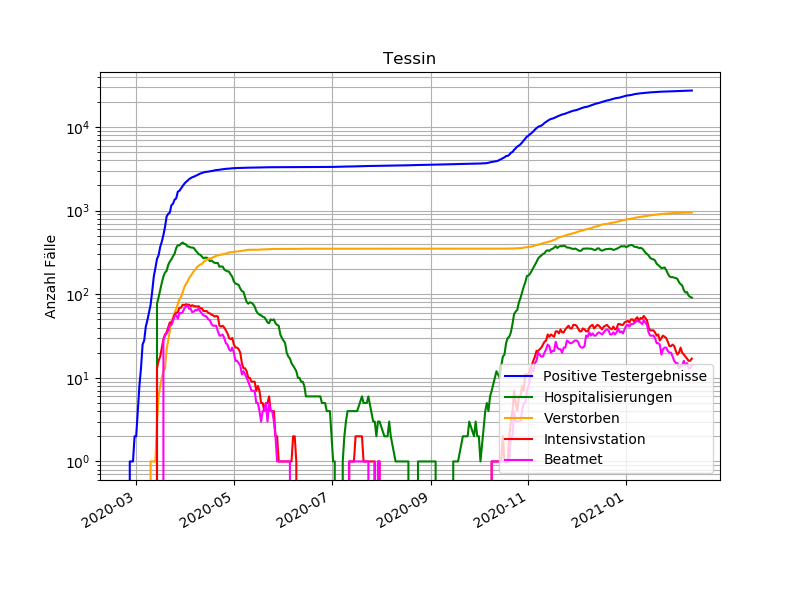 Tessin
Anzahl Fälle
10^4
10^3
10^2
10^1
10^0
2020-03
2020-05
2020-07
2020-09
2020-11
2021-01
Positive Testergebnisse
Hospitalisierungen
Verstorben
Intensivstation
Beatmet